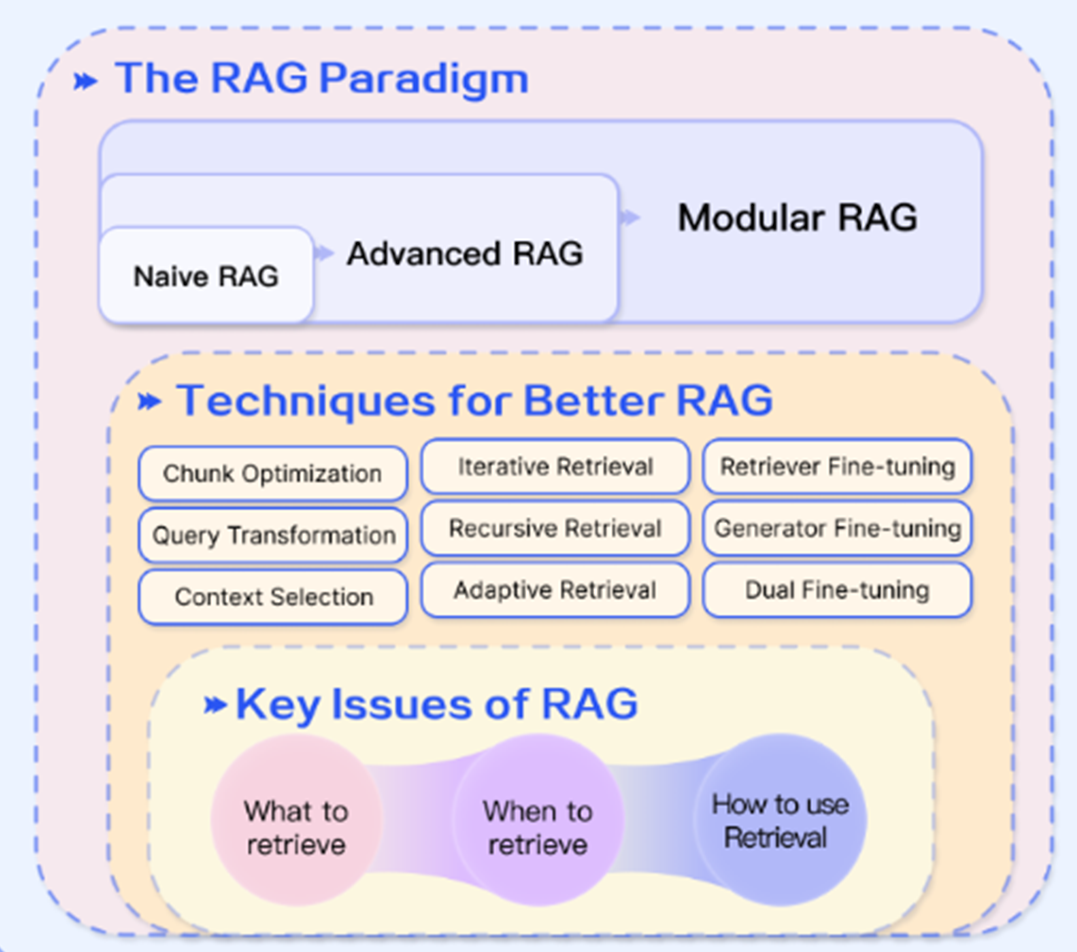 The RAG Paradigm
Modular RAG
Advanced RAG
Naive RAG
Techniques for Better RAG
Chunk Optimization
Iterative Retrieval
Retriever Fine-tuning
Query Transformation
Recursive Retrieval
Generator Fine-tuning
Context Selection
Adaptive Retrieval
Dual Fine-tuning
Key Issues of RAG
What to
retrieve
When to
retrieve
How to use
Retrieval